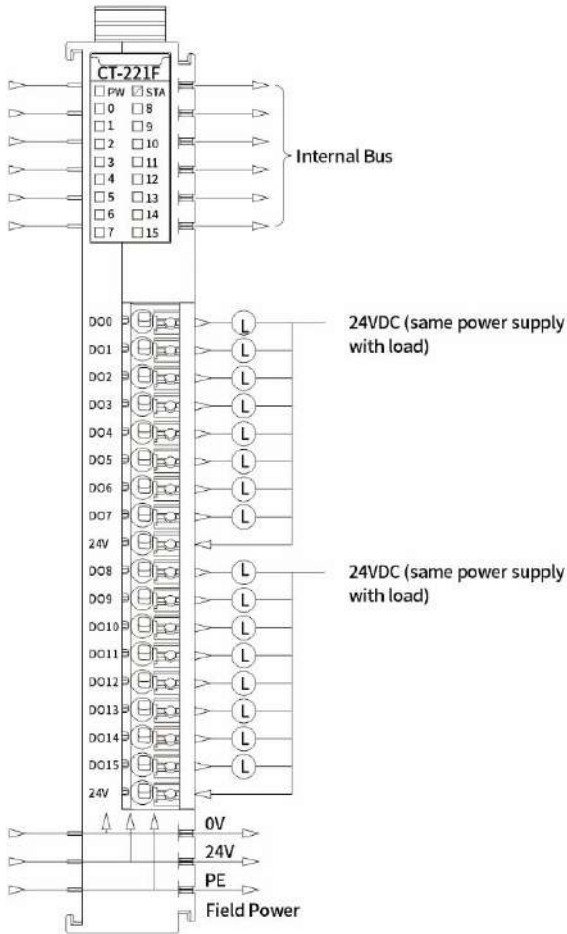 CT-221F
PW STA
0 8
1 9
2 10
3 11
4 12
5 13
6 14
7 15
Internal Bus
DO0 L
24VDC (same power supply
with load)
DO1 L
DO2 L
DO3 L
DO4 L
DO5 L
DO6 L
DO7 L
24V
DO8 L
24VDC (same power supply
with load)
DO9 L
DO10 L
DO11 L
DO12 L
DO13 L
DO14 L
DO15 L
24V
0V
24V
PE
Field Power